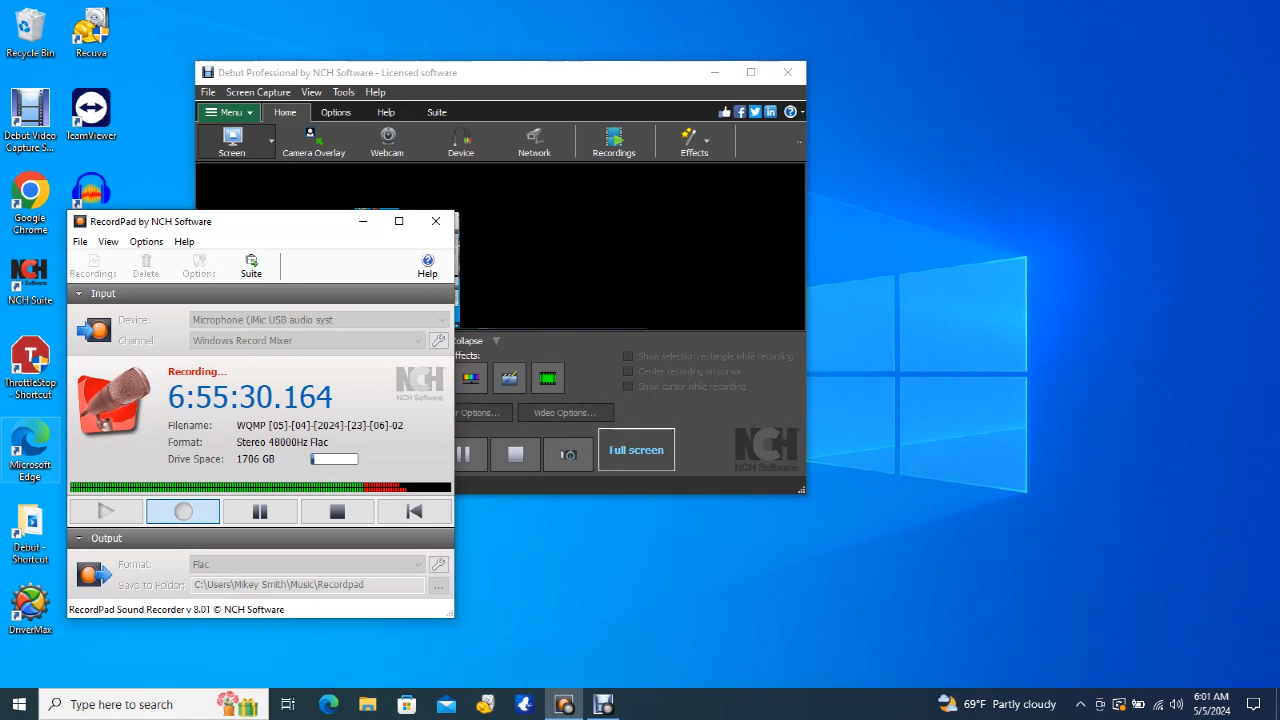 Recycle Bin
Recuva
Debut Video
Capture S...
TeamViewer
Google
Chrome
NCH Suite
ThrottleStop
- Shortcut
Microsoft
Edge
Debut -
Shortcut
DriverMax
Debut Professional by NCH Software - Licensed software
File Screen Capture View Tools Help
Menu Home Options Help Suite
Screen Camera Overlay Webcam Device Network Recordings Effects
RecordPad by NCH Software
File View Options Help
Recordings Delete Options Suite Help
Input
Device: Microphone (iMic USB audio syst
Channel: Windows Record Mixer
Recording...
6:55:30.164
NCH Software
Filename: WQMP [05]-[04]-[2024]-[23]-[06]-02
Format: Stereo 48000Hz Flac
Drive Space: 1706 GB
Output
Format: Flac
Save to Folder: C:\Users\Mikey Smith\Music\Recordpad
...
RecordPad Sound Recorder v 8.01 © NCH Software
Show selection rectangle while recording
Center recording on cursor
Show cursor while recording
Video Options...
Full screen
NCH Software
Type here to search
69°F Partly cloudy
6:01 AM
5/5/2024